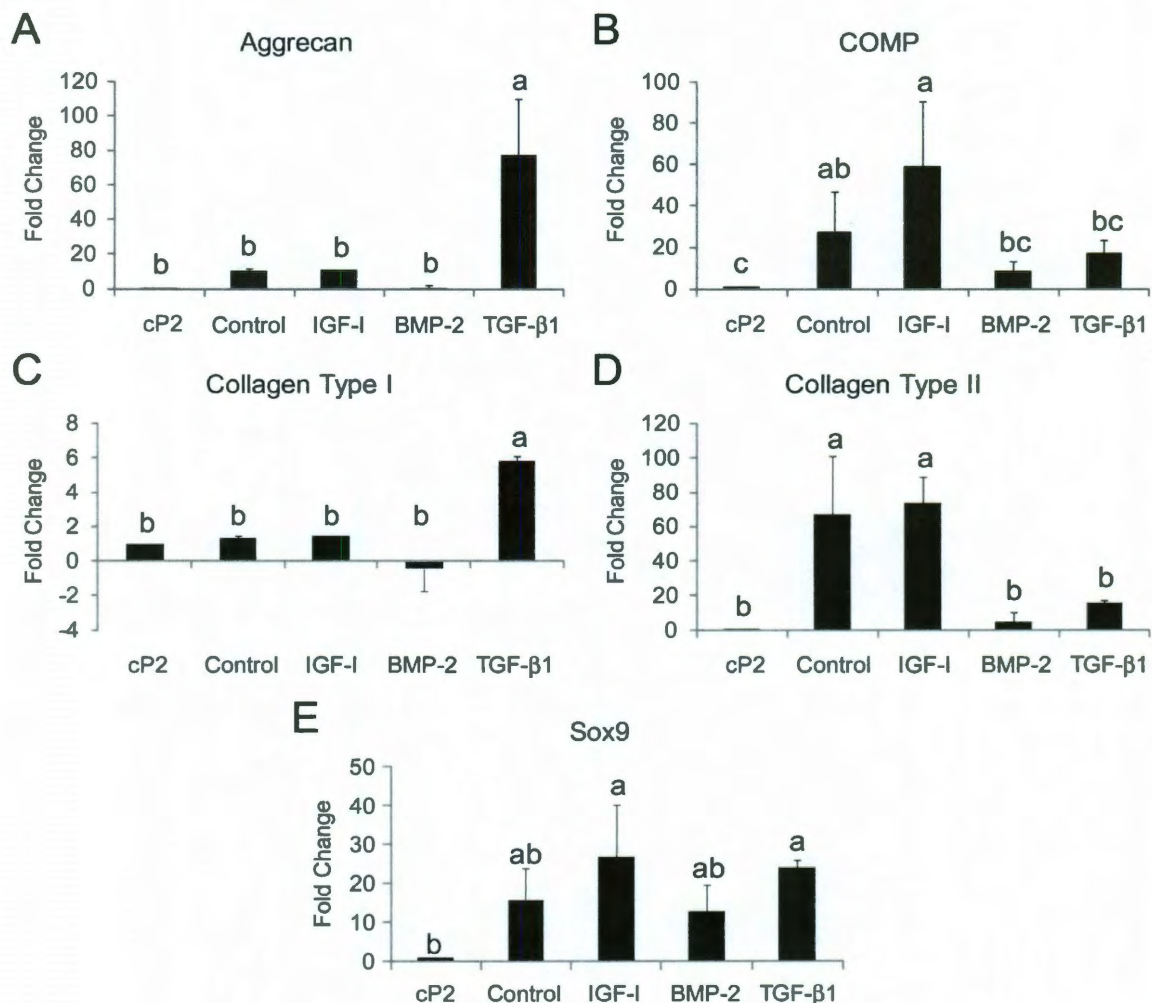 A
Aggrecan
Fold Change
120
100
80
60
40
20
0
b
b
b
b
a
cP2 Control IGF-I BMP-2 TGF-β1
B
COMP
Fold Change
100
80
60
40
20
0
c
ab
a
bc
bc
cP2 Control IGF-I BMP-2 TGF-β1
C
Collagen Type I
Fold Change
8
6
4
2
0
-2
-4
b
b
b
b
a
cP2 Control IGF-I BMP-2 TGF-β1
D
Collagen Type II
Fold Change
120
100
80
60
40
20
0
b
a
a
b
b
cP2 Control IGF-I BMP-2 TGF-β1
E
Sox9
Fold Change
50
40
30
20
10
0
b
ab
a
ab
a
cP2 Control IGF-I BMP-2 TGF-β1